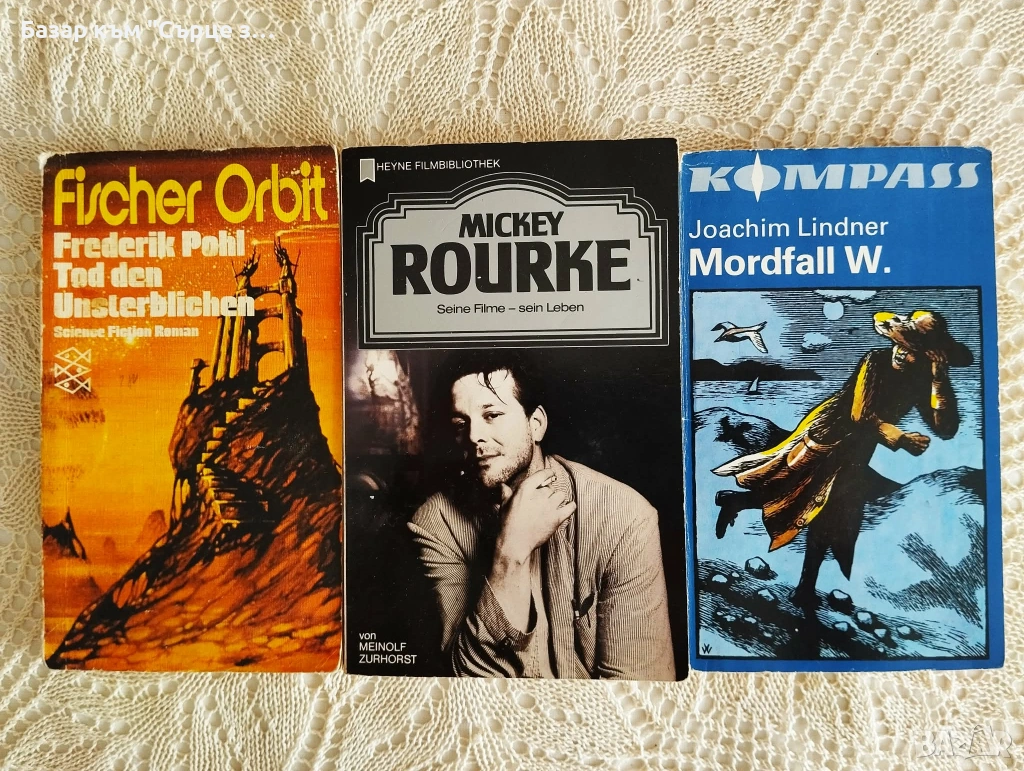 Базар към "Сърце з...
Fischer Orbit
Frederik Pohl
Tod den
Unsterblichen
Science Fiction Roman
HEYNE FILMBIBLIOTHEK
MICKEY
ROURKE
Seine Filme – sein Leben
von
MEINOLF
ZURHORST
KOMPASS
Joachim Lindner
Mordfall W.
BAZAR